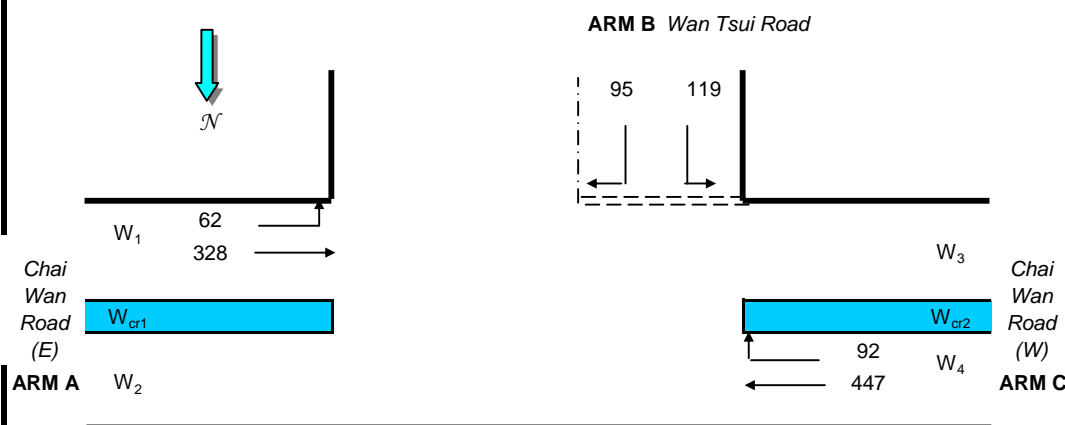 ARM B Wan Tsui Road
95 119
N
62
W1
328
W3
Chai
Wan
Road
(E)
ARM A
Wcr1
W2
Wcr2
92
W4
447
Chai
Wan
Road
(W)
ARM C